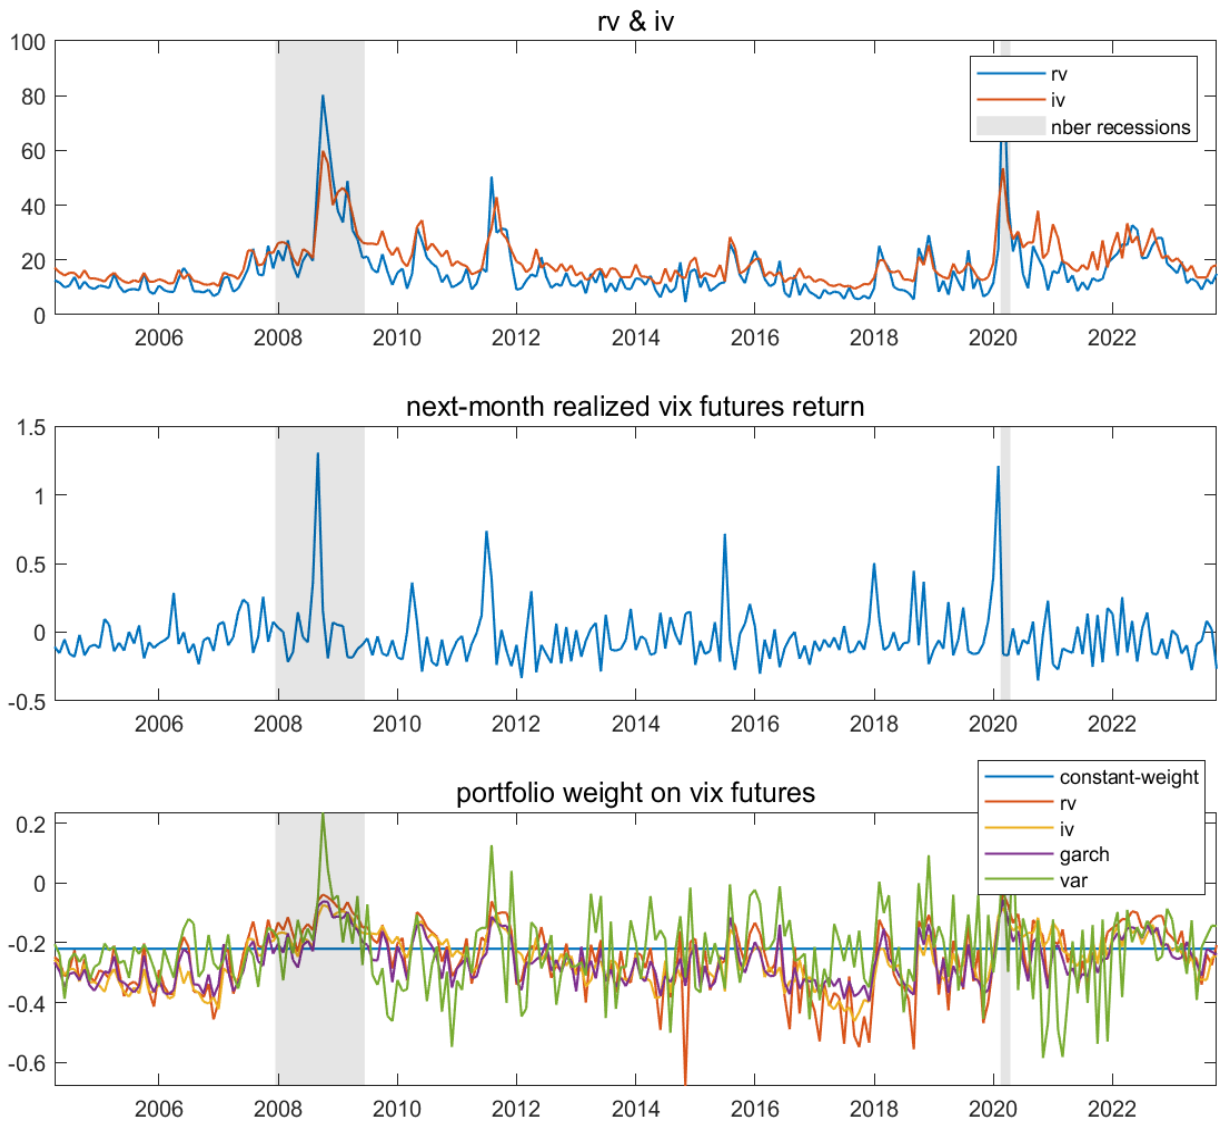 rv & iv
100
80
60
40
20
0
rv
iv
nber recessions
2006 2008 2010 2012 2014 2016 2018 2020 2022
next-month realized vix futures return
1.5
1
0.5
0
-0.5
2006 2008 2010 2012 2014 2016 2018 2020 2022
portfolio weight on vix futures
constant-weight
rv
iv
garch
var
0.2
0
-0.2
-0.4
-0.6
2006 2008 2010 2012 2014 2016 2018 2020 2022